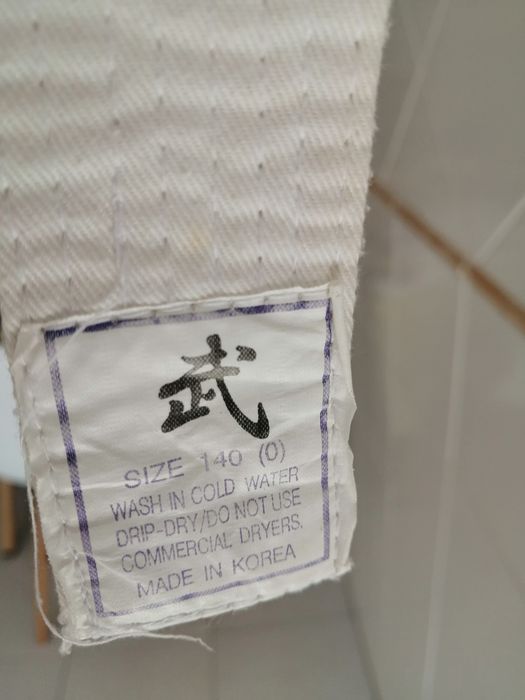 武
SIZE 140 (0)
WASH IN COLD WATER
DRIP-DRY/DO NOT USE
COMMERCIAL DRYERS.
MADE IN KOREA